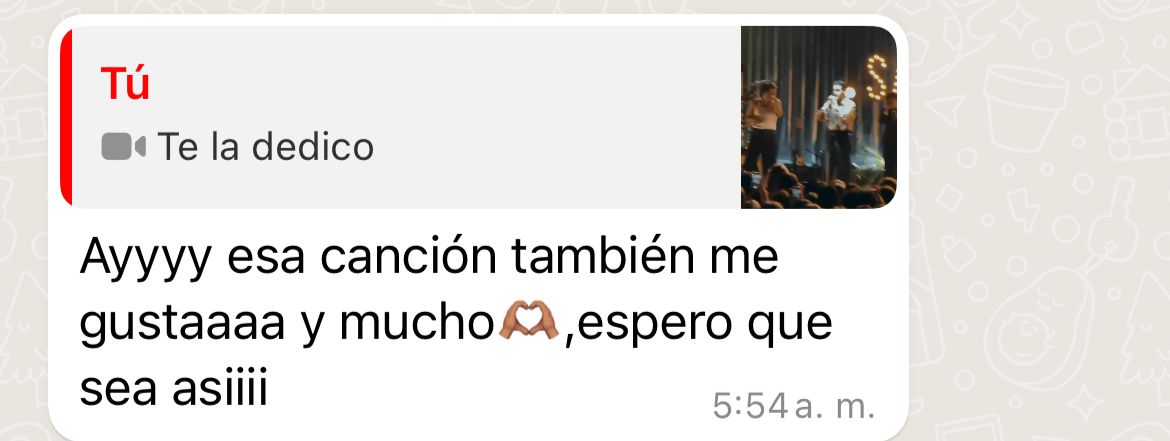 Tú
Te la dedico
Ayyyy esa canción también me
gustaaaa y mucho🫶🏽,espero que
sea asiiii
5:54 a. m.